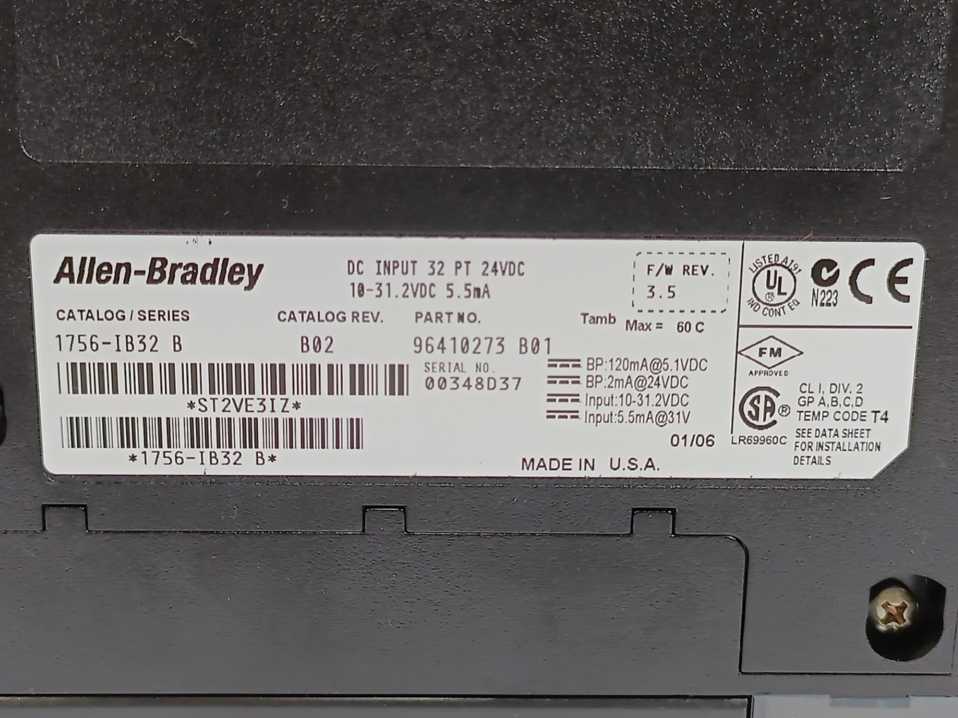 Allen-Bradley
DC INPUT 32 PT 24VDC
10-31.2VDC 5.5mA
F/W REV.
3.5
CATALOG / SERIES
1756-IB32 B
CATALOG REV.
B02
PART NO.
96410273 B01
Tamb Max = 60 C
SERIAL NO.
00348D37
*ST2VE3IZ*
*1756-IB32 B*
BP:120mA@5.1VDC
BP:2mA@24VDC
Input:10-31.2VDC
Input:5.5mA@31V
01/06
MADE IN U.S.A.
LISTED A191
UL
®
IND CONT EQ
N223
CE
FM
APPROVED
SA ®
LR69960C
CL I, DIV. 2
GP A,B,C,D
TEMP CODE T4
SEE DATA SHEET
FOR INSTALLATION
DETAILS